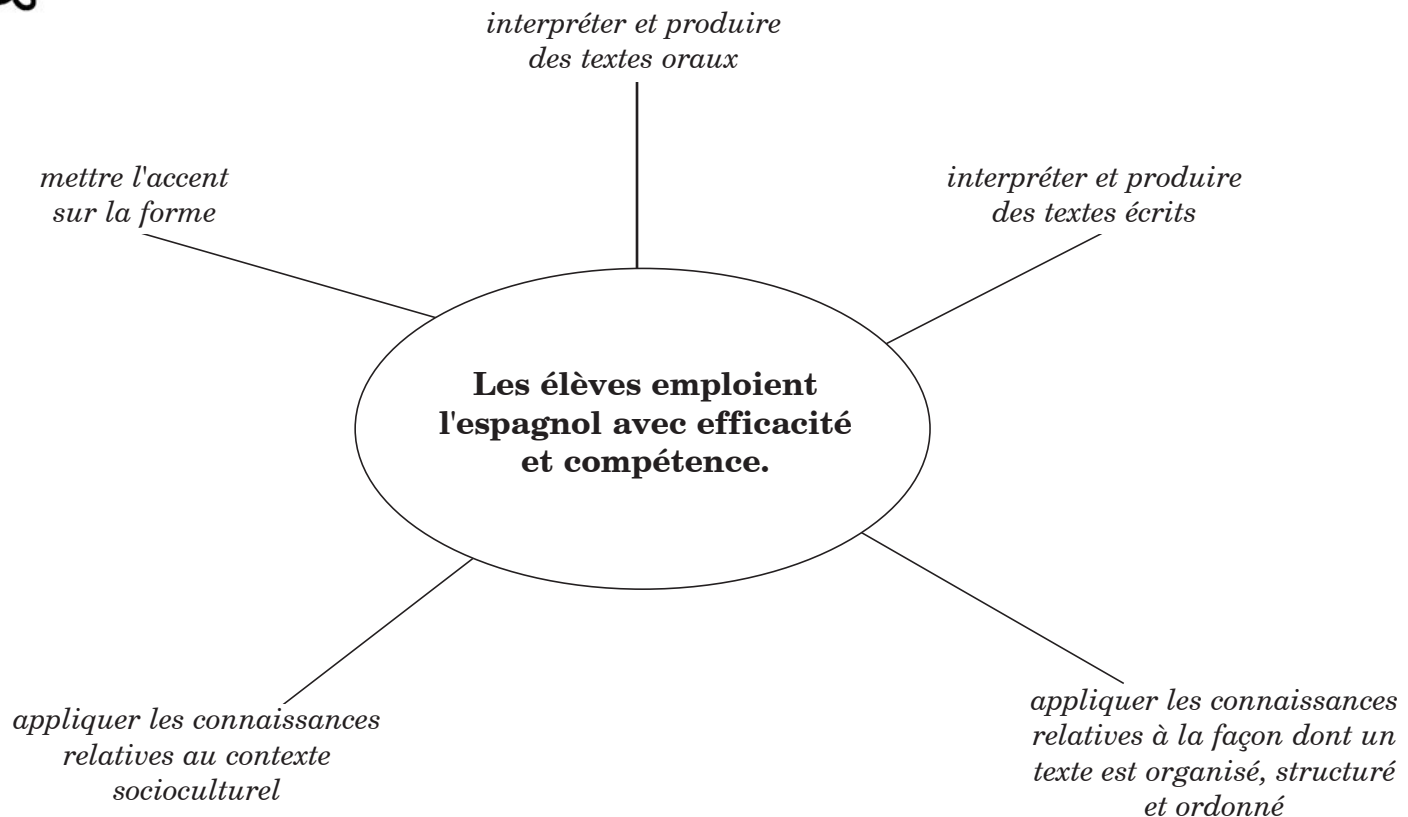 interpréter et produire
des textes oraux
mettre l'accent
sur la forme
interpréter et produire
des textes écrits
Les élèves emploient
l'espagnol avec efficacité
et compétence.
appliquer les connaissances
relatives au contexte
socioculturel
appliquer les connaissances
relatives à la façon dont un
texte est organisé, structuré
et ordonné